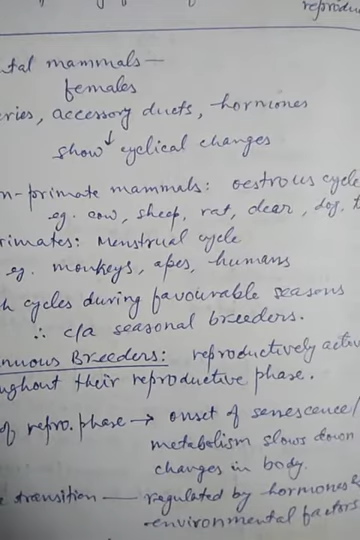 reprodu
ntal mammals —
females
ries, accessory ducts, hormones
↓
show cyclical changes
n-primate mammals: oestrous cycle
eg. cow, sheep, rat, dear, dog, t
rimates: Menstrual cycle
eg. monkeys, apes, humans
h cycles during favourable seasons
∴ c/a seasonal breeders.
nuous Breeders: reproductively activ
ughout their reproductive phase.
of repro. phase → onset of senescence/
metabolism slows down
changes in body.
e transition — regulated by hormones &
environmental factors